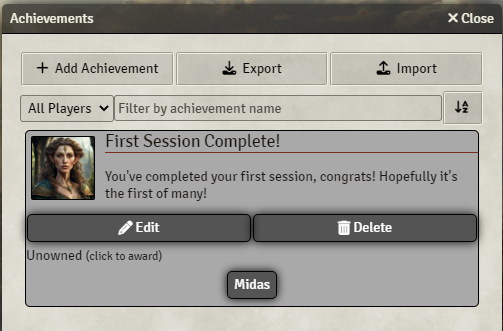 Achievements
Close
Add Achievement
Export
Import
All Players
Filter by achievement name
First Session Complete!
You've completed your first session, congrats! Hopefully it's
the first of many!
Edit
Delete
Unowned (click to award)
Midas